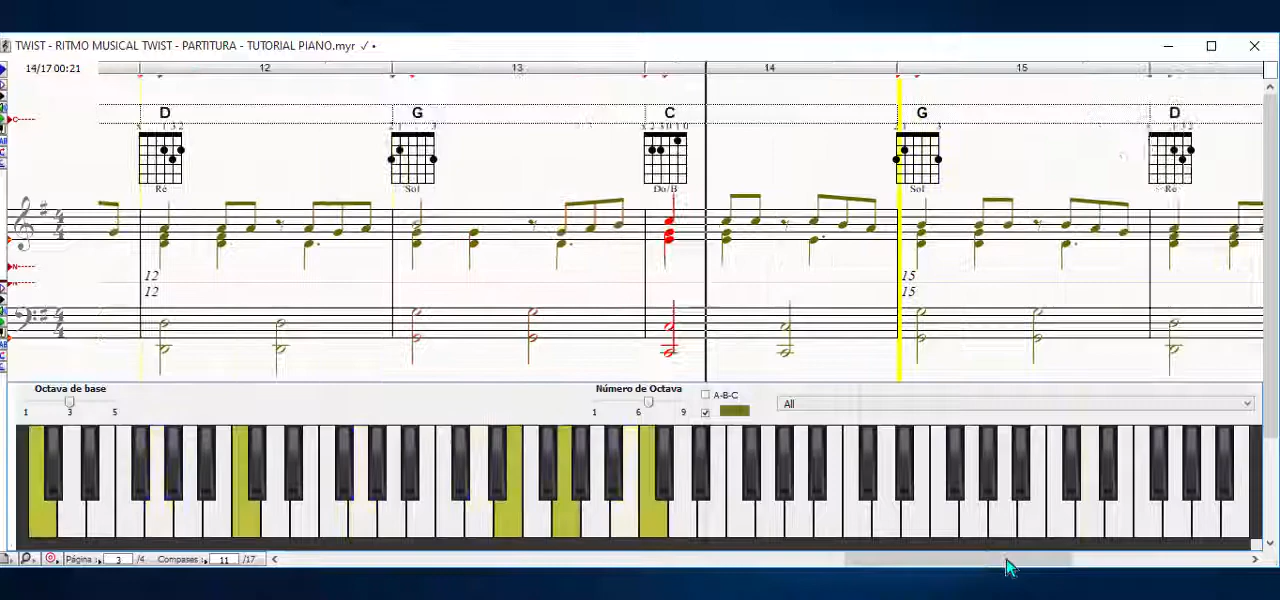 TWIST - RITMO MUSICAL TWIST - PARTITURA - TUTORIAL PIANO.myr ✓ •
14/17 00:21
12 13 14 15
D G C G D
Ré Sol Do/B Sol Re
12 15
12 15
Octava de base
1 3 5
Número de Octava
1 6 9
A-B-C
All
Página : 3 /4 Compases : 11 /17